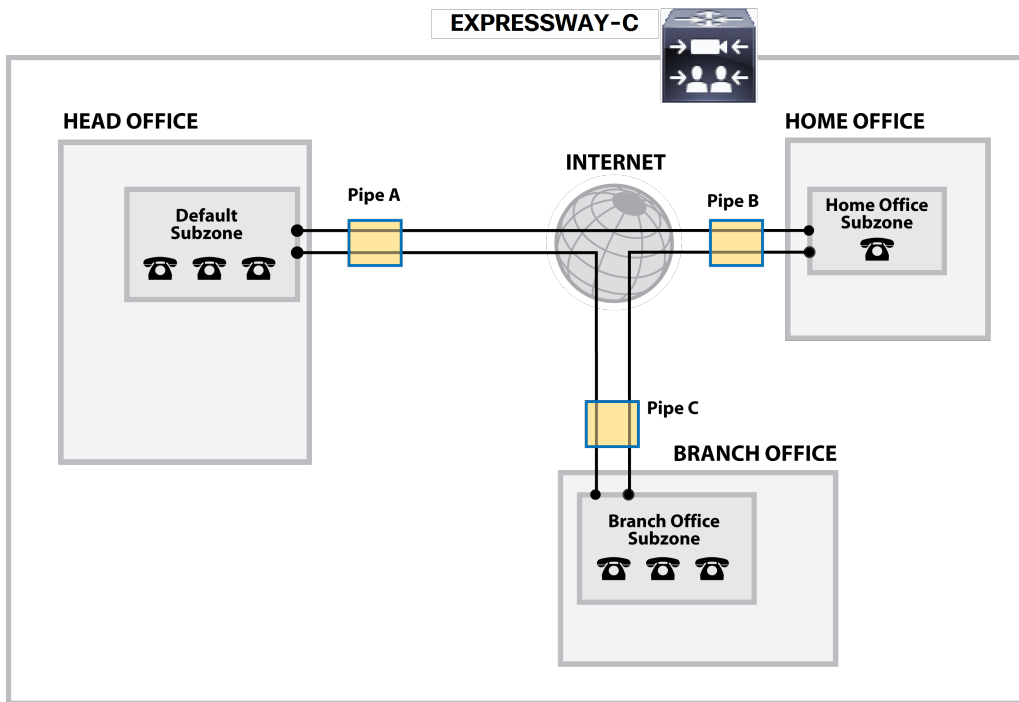 EXPRESSWAY-C
HEAD OFFICE
HOME OFFICE
INTERNET
Pipe A
Pipe B
Default
Subzone
Home Office
Subzone
Pipe C
BRANCH OFFICE
Branch Office
Subzone